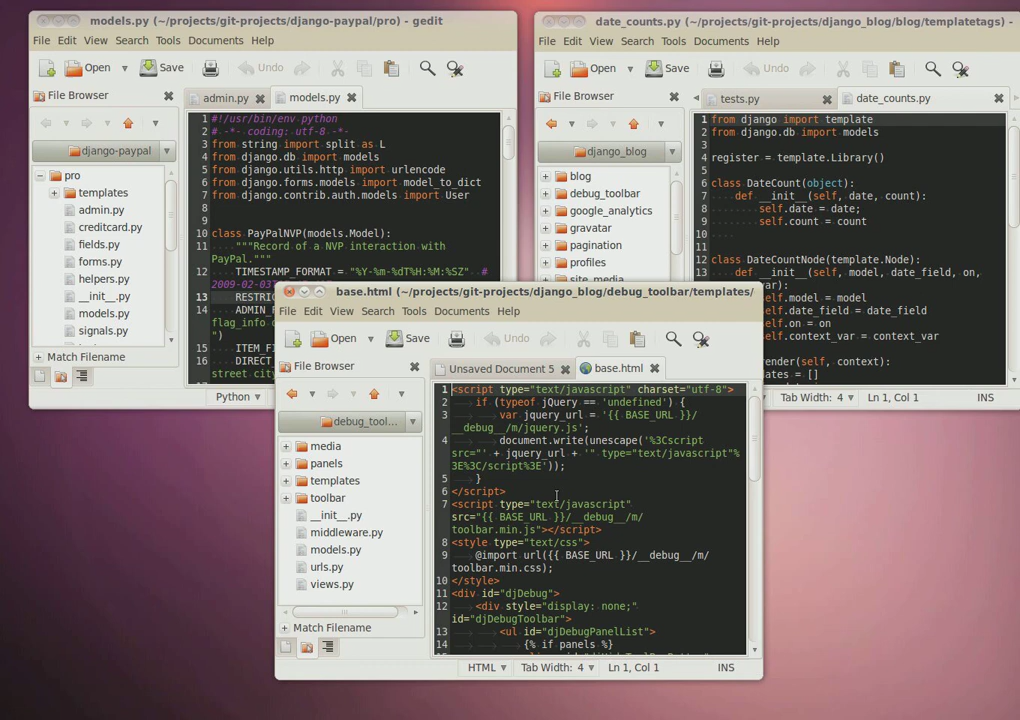 models.py (~/projects/git-projects/django-paypal/pro) - gedit
File Edit View Search Tools Documents Help
Open Save Undo
File Browser
admin.py models.py
django-paypal
pro
templates
admin.py
creditcard.py
fields.py
forms.py
helpers.py
__init__.py
models.py
signals.py
Match Filename
1 #!/usr/bin/env python
2 # -*- coding: utf-8 -*-
3 from string import split as L
4 from django.db import models
5 from django.utils.http import urlencode
6 from django.forms.models import model_to_dict
7 from django.contrib.auth.models import User
8
9
10 class PayPalNVP(models.Model):
11 """Record of a NVP interaction with
PayPal."""
12 TIMESTAMP_FORMAT = "%Y-%m-%dT%H:%M:%SZ" #
2009-02-03
13 RESTRIC
14 ADMIN_F
flag_info
")
15 ITEM_FI
16 DIRECT_
street city
Python
date_counts.py (~/projects/git-projects/django_blog/blog/templatetags) -
File Edit View Search Tools Documents Help
Open Save Undo
File Browser
tests.py date_counts.py
django_blog
blog
debug_toolbar
google_analytics
gravatar
pagination
profiles
site_media
1 from django import template
2 from django.db import models
3
4 register = template.Library()
5
6 class DateCount(object):
7 def __init__(self, date, count):
8 self.date = date;
9 self.count = count
10
11
12 class DateCountNode(template.Node):
13 def __init__(self, model, date_field, on,
var):
self.model = model
self.date_field = date_field
self.on = on
self.context_var = context_var
render(self, context):
ates = []
Tab Width: 4 Ln 1, Col 1 INS
base.html (~/projects/git-projects/django_blog/debug_toolbar/templates/
File Edit View Search Tools Documents Help
Open Save Undo
File Browser
Unsaved Document 5 base.html
debug_tool...
media
panels
templates
toolbar
__init__.py
middleware.py
models.py
urls.py
views.py
Match Filename
1 <script type="text/javascript" charset="utf-8">
2 if (typeof jQuery == 'undefined') {
3 var jquery_url = '{{ BASE_URL }}/
__debug__/m/jquery.js';
4 document.write(unescape('%3Cscript
src="' + jquery_url + '" type="text/javascript"%
3E%3C/script%3E'));
5 }
6 </script>
7 <script type="text/javascript"
src="{{ BASE_URL }}/__debug__/m/
toolbar.min.js"></script>
8 <style type="text/css">
9 @import url({{ BASE_URL }}/__debug__/m/
toolbar.min.css);
10 </style>
11 <div id="djDebug">
12 <div style="display: none;"
id="djDebugToolbar">
13 <ul id="djDebugPanelList">
14 {% if panels %}
HTML Tab Width: 4 Ln 1, Col 1 INS